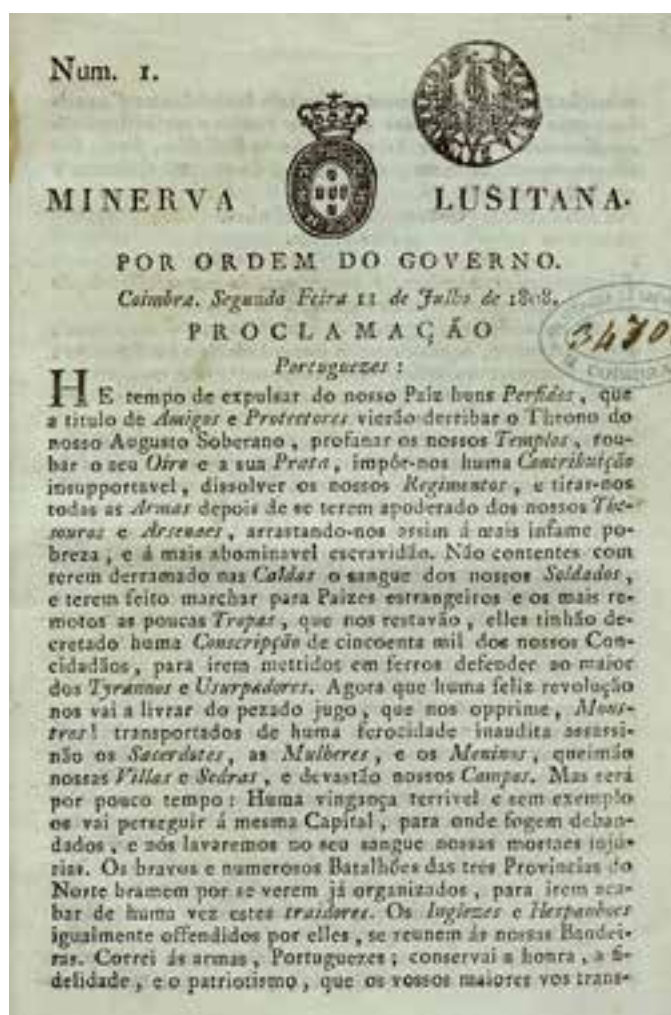 Num. 1.
MINERVA LUSITANA.
POR ORDEM DO GOVERNO.
Coimbra. Segunda Feira 11 de Julho de 1808.
PROCLAMAÇÃO
Portuguezes :
HE tempo de expulsar do nosso Paiz huns Perfidos, que
a titulo de Amigos e Protectores vierão derribar o Throno do
nosso Augusto Soberano, profanar os nossos Templos, rou-
bar o seu Oiro e a sua Prata, impôr-nos huma Contribuição
insupportavel, dissolver os nossos Regimentos, e tirar-nos
todas as Armas depois de se terem apoderado dos nossos The-
souros e Arsenaes, arrastando-nos assim á mais infame po-
breza, e á mais abominavel escravidão. Não contentes com
terem derramado nas Caldas o sangue dos nossos Soldados,
e terem feito marchar para Paizes estrangeiros e os mais re-
motos as poucas Tropas, que nos restavão, elles tinhão de-
cretado huma Conscripção de cincoenta mil dos nossos Con-
cidadãos, para irem mettidos em ferros defender ao maior
dos Tyrannos e Usurpadores. Agora que huma feliz revolução
nos vai a livrar do pezado jugo, que nos opprime, Mons-
tros! transportados de huma ferocidade inaudita assassi-
não os Sacerdotes, as Mulheres, e os Meninos, queimão
nossas Villas e Sedras, e devastão nossos Campos. Mas será
por pouco tempo: Huma vingança terrivel e sem exemplo
os vai perseguir á mesma Capital, para onde fogem deban-
dados, e nós lavaremos no seu sangue nossas mortaes injú-
rias. Os bravos e numerosos Batalhões das tres Provincias do
Norte bramem por se verem já organizados, para irem aca-
bar de huma vez estes traidores. Os Inglezes e Hespanhoes
igualmente offendidos por elles, se reunem ás nossas Bandei-
ras. Correi ás armas, Portuguezes; conservai a honra, a fi-
delidade, e o patriotismo, que os vossos maiores vos trans-
3470